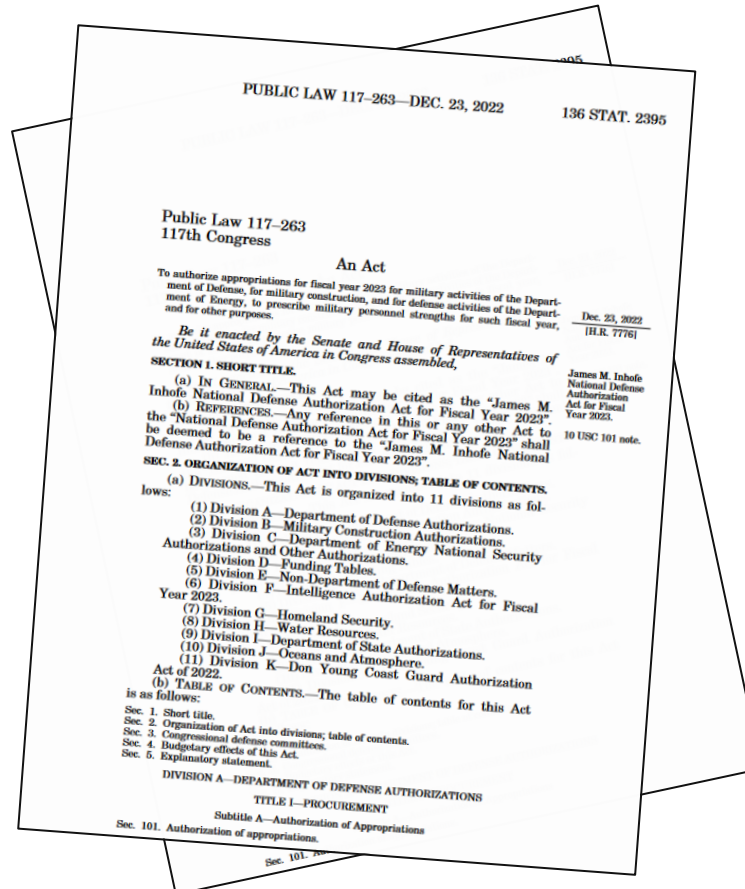 PUBLIC LAW 117–263—DEC. 23, 2022
136 STAT. 2395
Public Law 117–263
117th Congress
An Act
To authorize appropriations for fiscal year 2023 for military activities of the Depart-
ment of Defense, for military construction, and for defense activities of the Depart-
ment of Energy, to prescribe military personnel strengths for such fiscal year,
and for other purposes.
Dec. 23, 2022
[H.R. 7776]
Be it enacted by the Senate and House of Representatives of
the United States of America in Congress assembled,
SECTION 1. SHORT TITLE.
(a) IN GENERAL.—This Act may be cited as the “James M.
Inhofe National Defense Authorization Act for Fiscal Year 2023”.
(b) REFERENCES.—Any reference in this or any other Act to
the “National Defense Authorization Act for Fiscal Year 2023” shall
be deemed to be a reference to the “James M. Inhofe National
Defense Authorization Act for Fiscal Year 2023”.
James M. Inhofe
National Defense
Authorization
Act for Fiscal
Year 2023.
10 USC 101 note.
SEC. 2. ORGANIZATION OF ACT INTO DIVISIONS; TABLE OF CONTENTS.
(a) DIVISIONS.—This Act is organized into 11 divisions as fol-
lows:
(1) Division A—Department of Defense Authorizations.
(2) Division B—Military Construction Authorizations.
(3) Division C—Department of Energy National Security
Authorizations and Other Authorizations.
(4) Division D—Funding Tables.
(5) Division E—Non-Department of Defense Matters.
(6) Division F—Intelligence Authorization Act for Fiscal
Year 2023.
(7) Division G—Homeland Security.
(8) Division H—Water Resources.
(9) Division I—Department of State Authorizations.
(10) Division J—Oceans and Atmosphere.
(11) Division K—Don Young Coast Guard Authorization
Act of 2022.
(b) TABLE OF CONTENTS.—The table of contents for this Act
is as follows:
Sec. 1. Short title.
Sec. 2. Organization of Act into divisions; table of contents.
Sec. 3. Congressional defense committees.
Sec. 4. Budgetary effects of this Act.
Sec. 5. Explanatory statement.
DIVISION A—DEPARTMENT OF DEFENSE AUTHORIZATIONS
TITLE I—PROCUREMENT
Subtitle A—Authorization of Appropriations
Sec. 101. Authorization of appropriations.
Sec. 101.